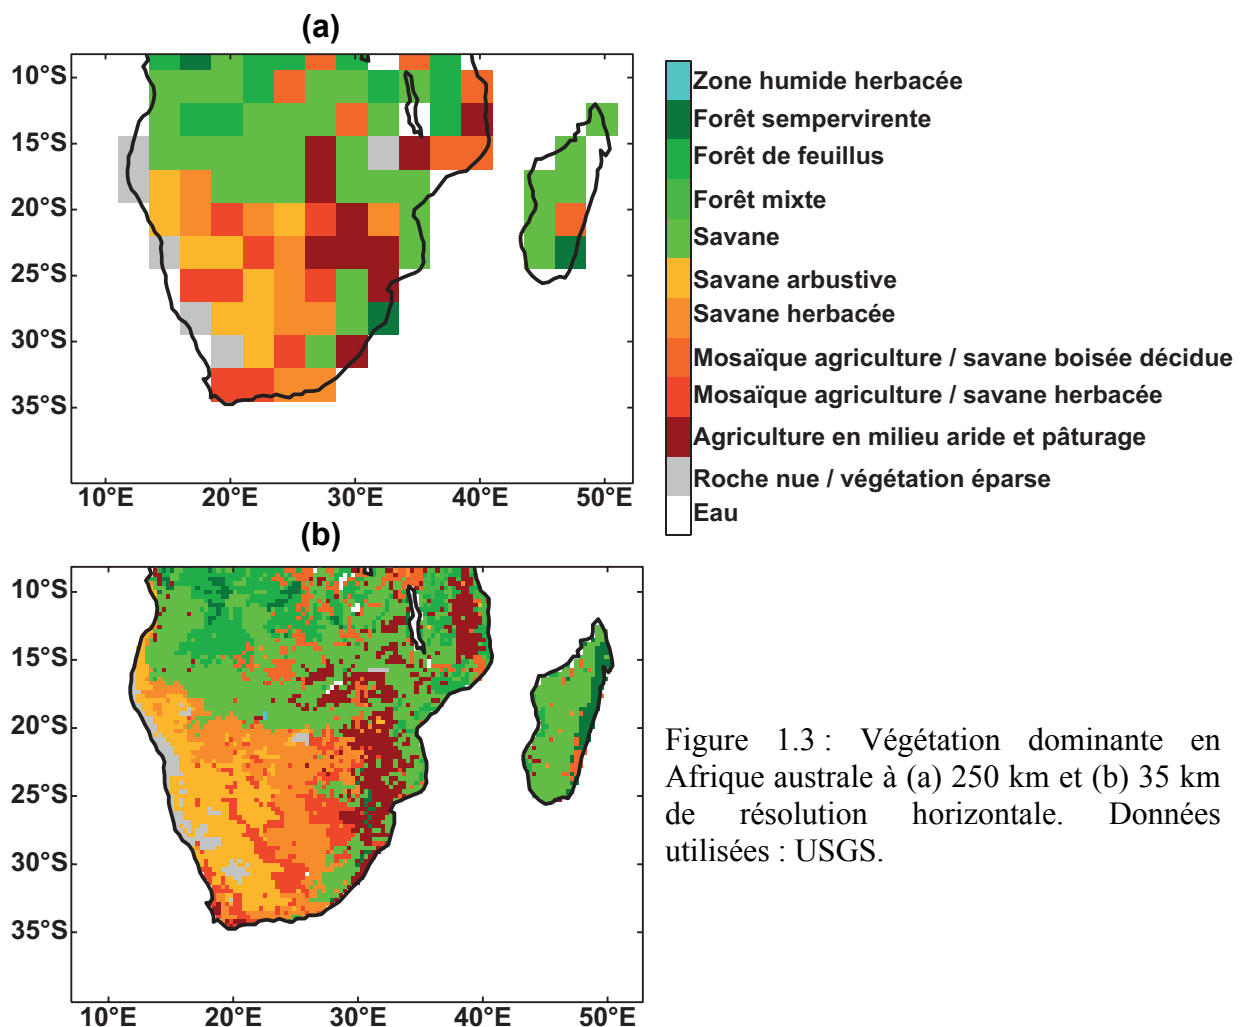 (a)
10°S
15°S
20°S
25°S
30°S
35°S
10°E 20°E 30°E 40°E 50°E
Zone humide herbacée
Forêt sempervirente
Forêt de feuillus
Forêt mixte
Savane
Savane arbustive
Savane herbacée
Mosaïque agriculture / savane boisée décidue
Mosaïque agriculture / savane herbacée
Agriculture en milieu aride et pâturage
Roche nue / végétation éparse
Eau
(b)
10°S
15°S
20°S
25°S
30°S
35°S
10°E 20°E 30°E 40°E 50°E
Figure 1.3 : Végétation dominante en
Afrique australe à (a) 250 km et (b) 35 km
de résolution horizontale. Données
utilisées : USGS.